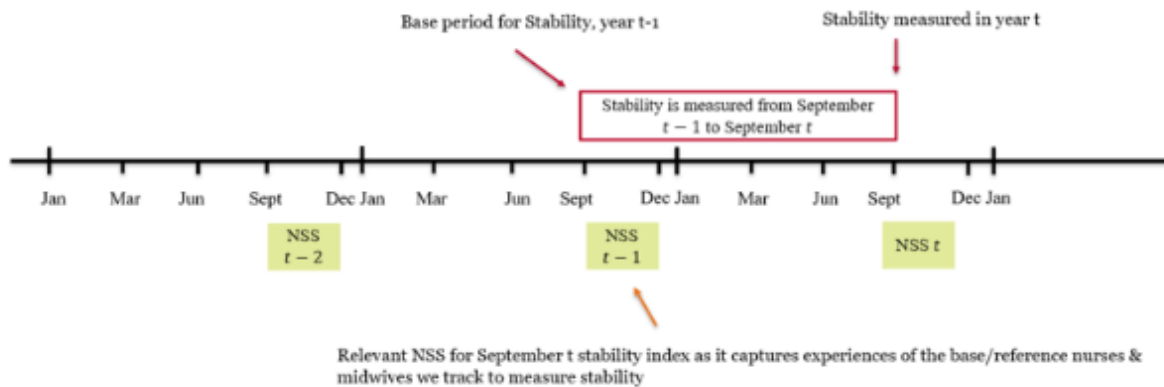 Base period for Stability, year t-1
Stability measured in year t
Stability is measured from September
t − 1 to September t
Jan Mar Jun Sept Dec Jan Mar Jun Sept Dec Jan Mar Jun Sept Dec Jan
NSS
t − 2
NSS
t − 1
NSS t
Relevant NSS for September t stability index as it captures experiences of the base/reference nurses &
midwives we track to measure stability